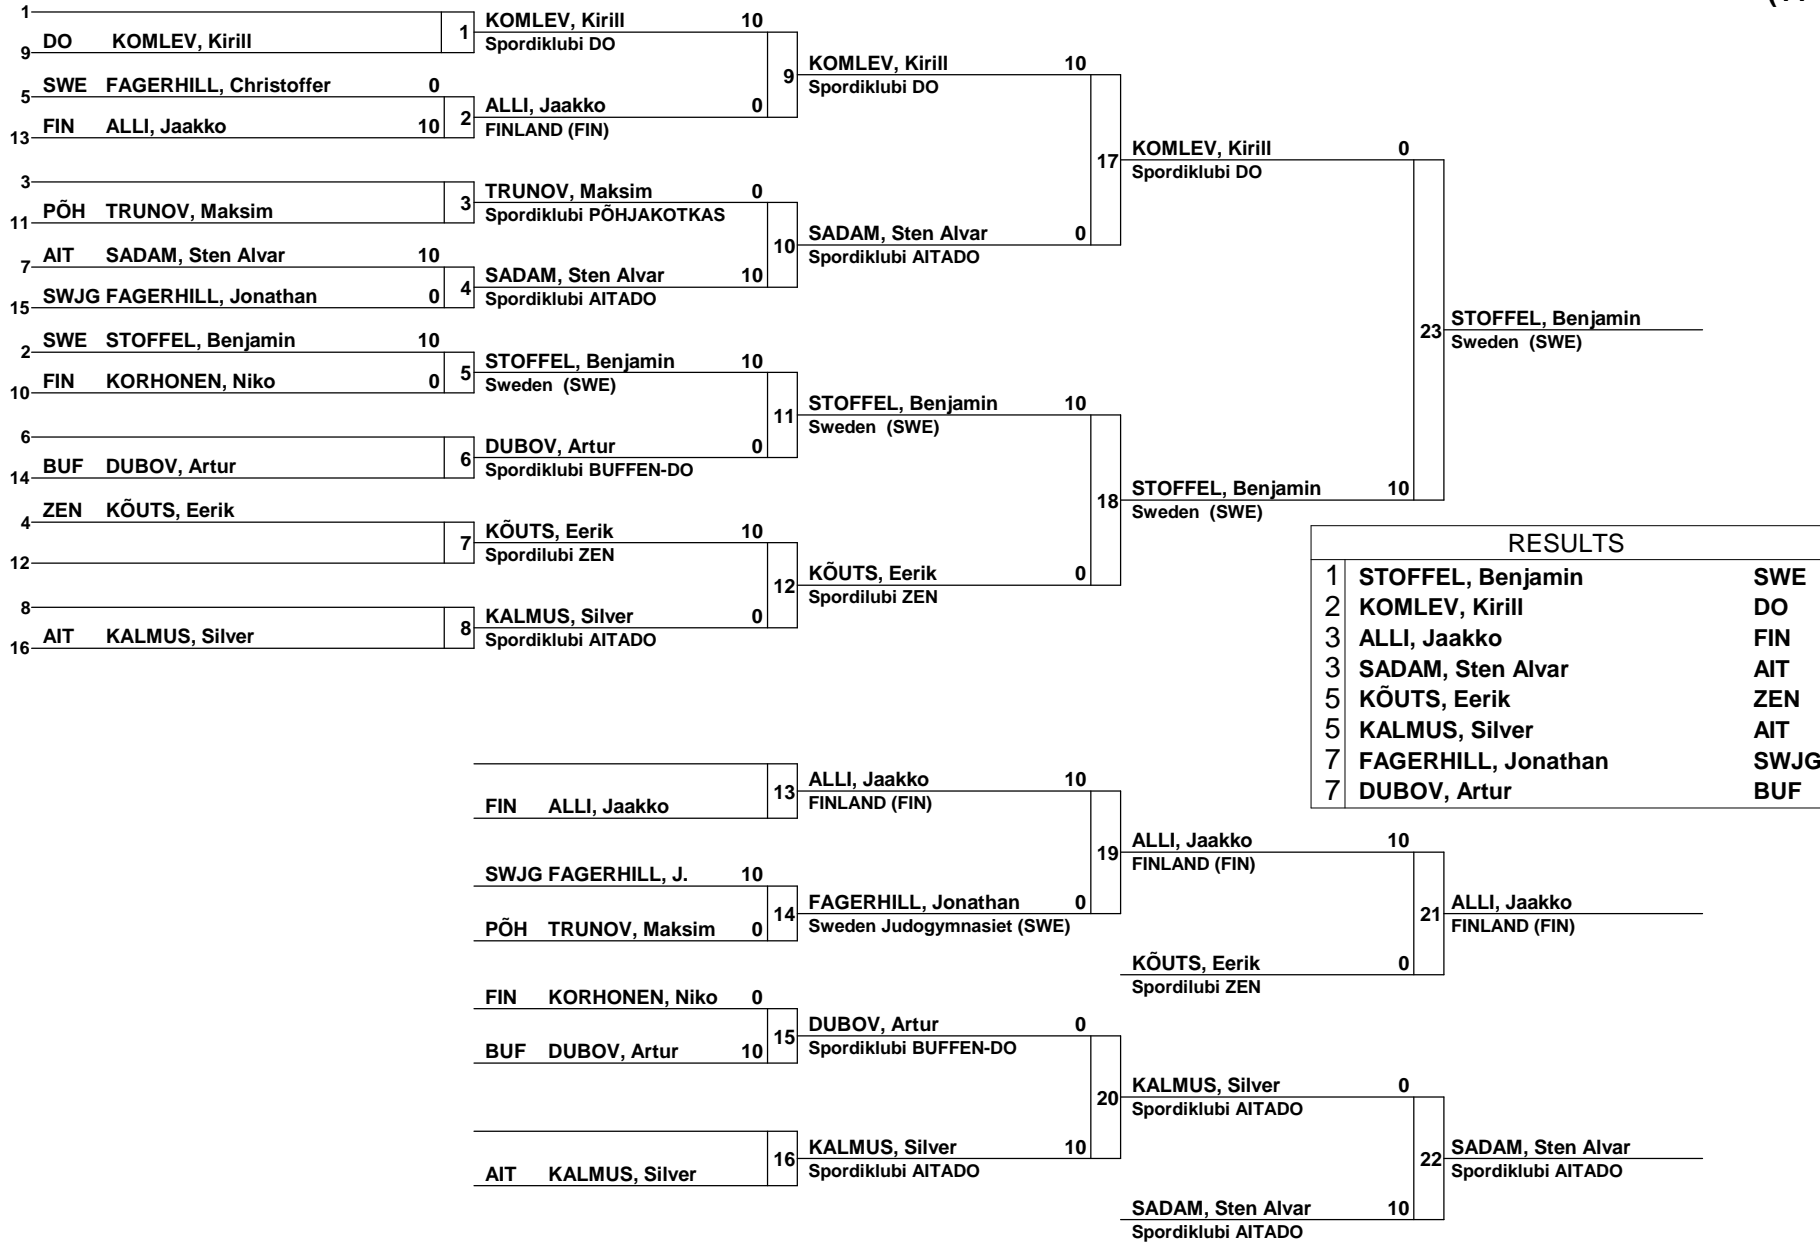 1
DO KOMLEV, Kirill
9
1
KOMLEV, Kirill 10
Spordiklubi DO
SWE FAGERHILL, Christoffer 0
5
FIN ALLI, Jaakko 10
13
2
ALLI, Jaakko 0
FINLAND (FIN)
9
KOMLEV, Kirill 10
Spordiklubi DO
3
PÕH TRUNOV, Maksim
11
3
TRUNOV, Maksim 0
Spordiklubi PÕHJAKOTKAS
AIT SADAM, Sten Alvar 10
7
SWJG FAGERHILL, Jonathan 0
15
4
SADAM, Sten Alvar 10
Spordiklubi AITADO
10
SADAM, Sten Alvar 0
Spordiklubi AITADO
17
KOMLEV, Kirill 0
Spordiklubi DO
SWE STOFFEL, Benjamin 10
2
FIN KORHONEN, Niko 0
10
5
STOFFEL, Benjamin 10
Sweden (SWE)
6
BUF DUBOV, Artur
14
6
DUBOV, Artur 0
Spordiklubi BUFFEN-DO
11
STOFFEL, Benjamin 10
Sweden (SWE)
ZEN KÕUTS, Eerik
4
12
7
KÕUTS, Eerik 10
Spordilubi ZEN
8
AIT KALMUS, Silver
16
8
KALMUS, Silver 0
Spordiklubi AITADO
12
KÕUTS, Eerik 0
Spordilubi ZEN
18
STOFFEL, Benjamin 10
Sweden (SWE)
23
STOFFEL, Benjamin
Sweden (SWE)
RESULTS
1 STOFFEL, Benjamin SWE
2 KOMLEV, Kirill DO
3 ALLI, Jaakko FIN
3 SADAM, Sten Alvar AIT
5 KÕUTS, Eerik ZEN
5 KALMUS, Silver AIT
7 FAGERHILL, Jonathan SWJG
7 DUBOV, Artur BUF
FIN ALLI, Jaakko
13
ALLI, Jaakko 10
FINLAND (FIN)
SWJG FAGERHILL, J. 10
PÕH TRUNOV, Maksim 0
14
FAGERHILL, Jonathan 0
Sweden Judogymnasiet (SWE)
19
ALLI, Jaakko 10
FINLAND (FIN)
KÕUTS, Eerik 0
Spordilubi ZEN
21
ALLI, Jaakko
FINLAND (FIN)
FIN KORHONEN, Niko 0
BUF DUBOV, Artur 10
15
DUBOV, Artur 0
Spordiklubi BUFFEN-DO
AIT KALMUS, Silver
16
KALMUS, Silver 10
Spordiklubi AITADO
20
KALMUS, Silver 0
Spordiklubi AITADO
SADAM, Sten Alvar 10
Spordiklubi AITADO
22
SADAM, Sten Alvar
Spordiklubi AITADO